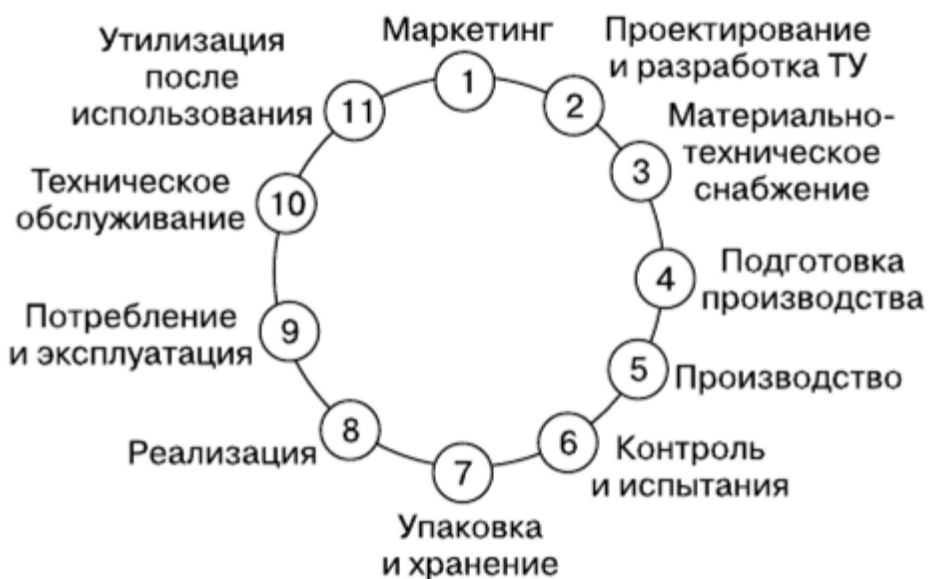 Маркетинг
1
Проектирование
и разработка ТУ
2
Материально-
техническое
снабжение
3
Подготовка
производства
4
Производство
5
Контроль
и испытания
6
Упаковка
и хранение
7
Реализация
8
Потребление
и эксплуатация
9
Техническое
обслуживание
10
Утилизация
после
использования
11